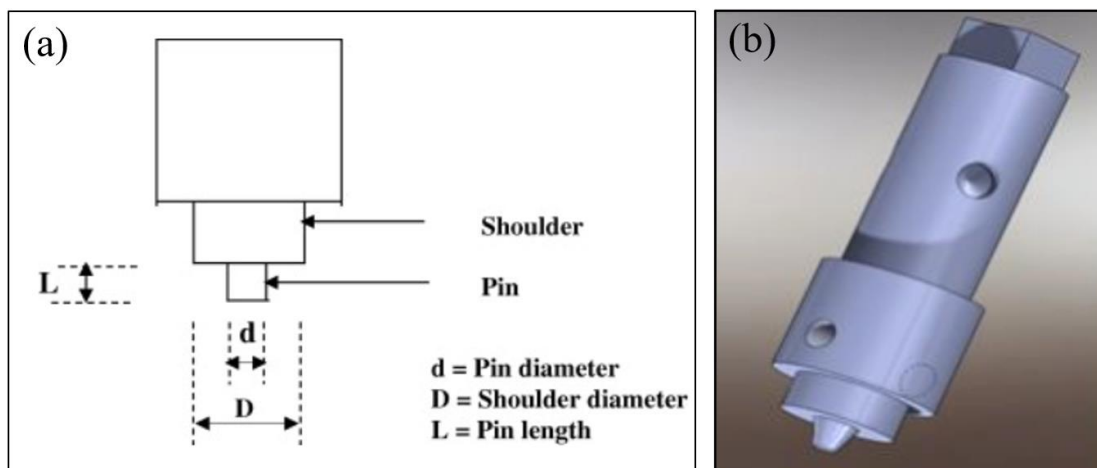 (a)
(b)
Shoulder
L
Pin
d
d = Pin diameter
D
D = Shoulder diameter
L = Pin length